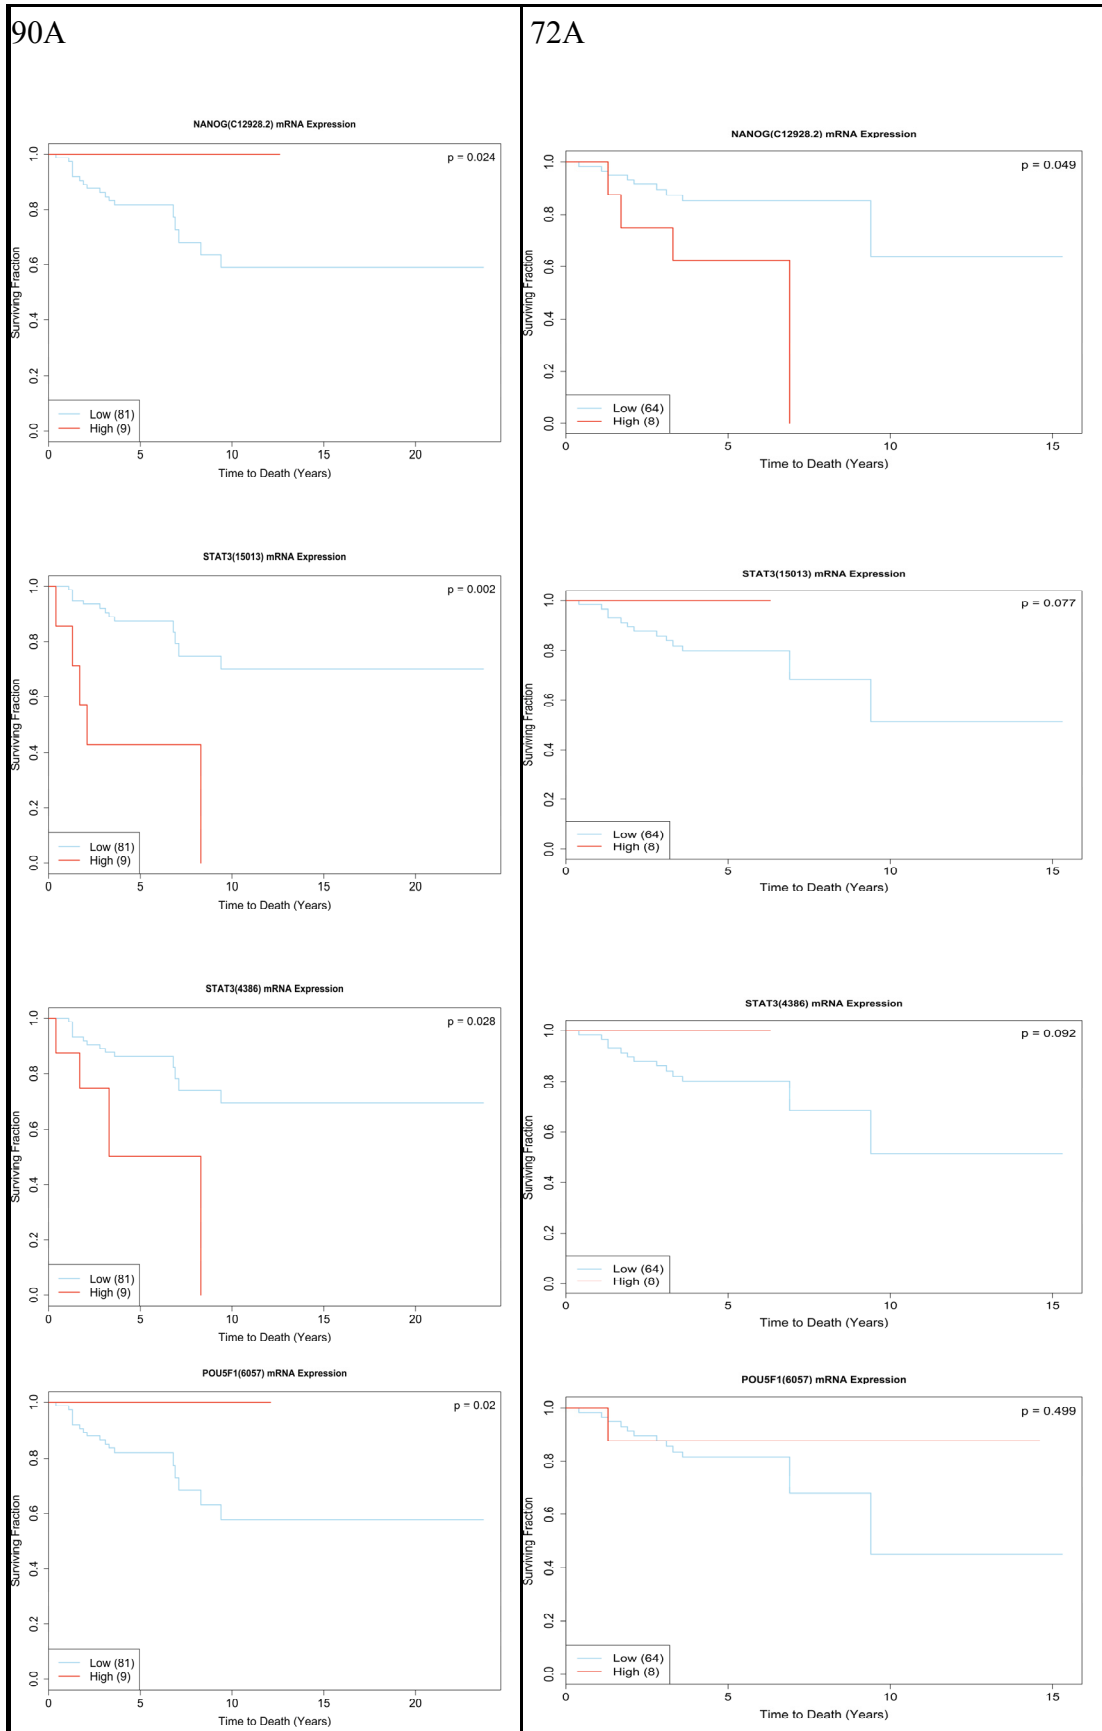 90A
NANOG(C12928.2) mRNA Expression
p = 0.024
Surviving Fraction
1.0
0.8
0.6
0.4
0.2
0.0
Low (81)
High (9)
0 5 10 15 20
Time to Death (Years)
STAT3(15013) mRNA Expression
p = 0.002
Surviving Fraction
1.0
0.8
0.6
0.4
0.2
0.0
Low (81)
High (9)
0 5 10 15 20
Time to Death (Years)
STAT3(4386) mRNA Expression
p = 0.028
Surviving Fraction
1.0
0.8
0.6
0.4
0.2
0.0
Low (81)
High (9)
0 5 10 15 20
Time to Death (Years)
POU5F1(6057) mRNA Expression
p = 0.02
Surviving Fraction
1.0
0.8
0.6
0.4
0.2
0.0
Low (81)
High (9)
0 5 10 15 20
Time to Death (Years)
72A
NANOG(C12928.2) mRNA Expression
p = 0.049
Surviving Fraction
1.0
0.8
0.6
0.4
0.2
0.0
Low (64)
High (8)
0 5 10 15
Time to Death (Years)
STAT3(15013) mRNA Expression
p = 0.077
Surviving Fraction
1.0
0.8
0.6
0.4
0.2
0.0
Low (64)
High (8)
0 5 10 15
Time to Death (Years)
STAT3(4386) mRNA Expression
p = 0.092
Surviving Fraction
1.0
0.8
0.6
0.4
0.2
0.0
Low (64)
High (8)
0 5 10 15
Time to Death (Years)
POU5F1(6057) mRNA Expression
p = 0.499
Surviving Fraction
1.0
0.8
0.6
0.4
0.2
0.0
Low (64)
High (8)
0 5 10 15
Time to Death (Years)